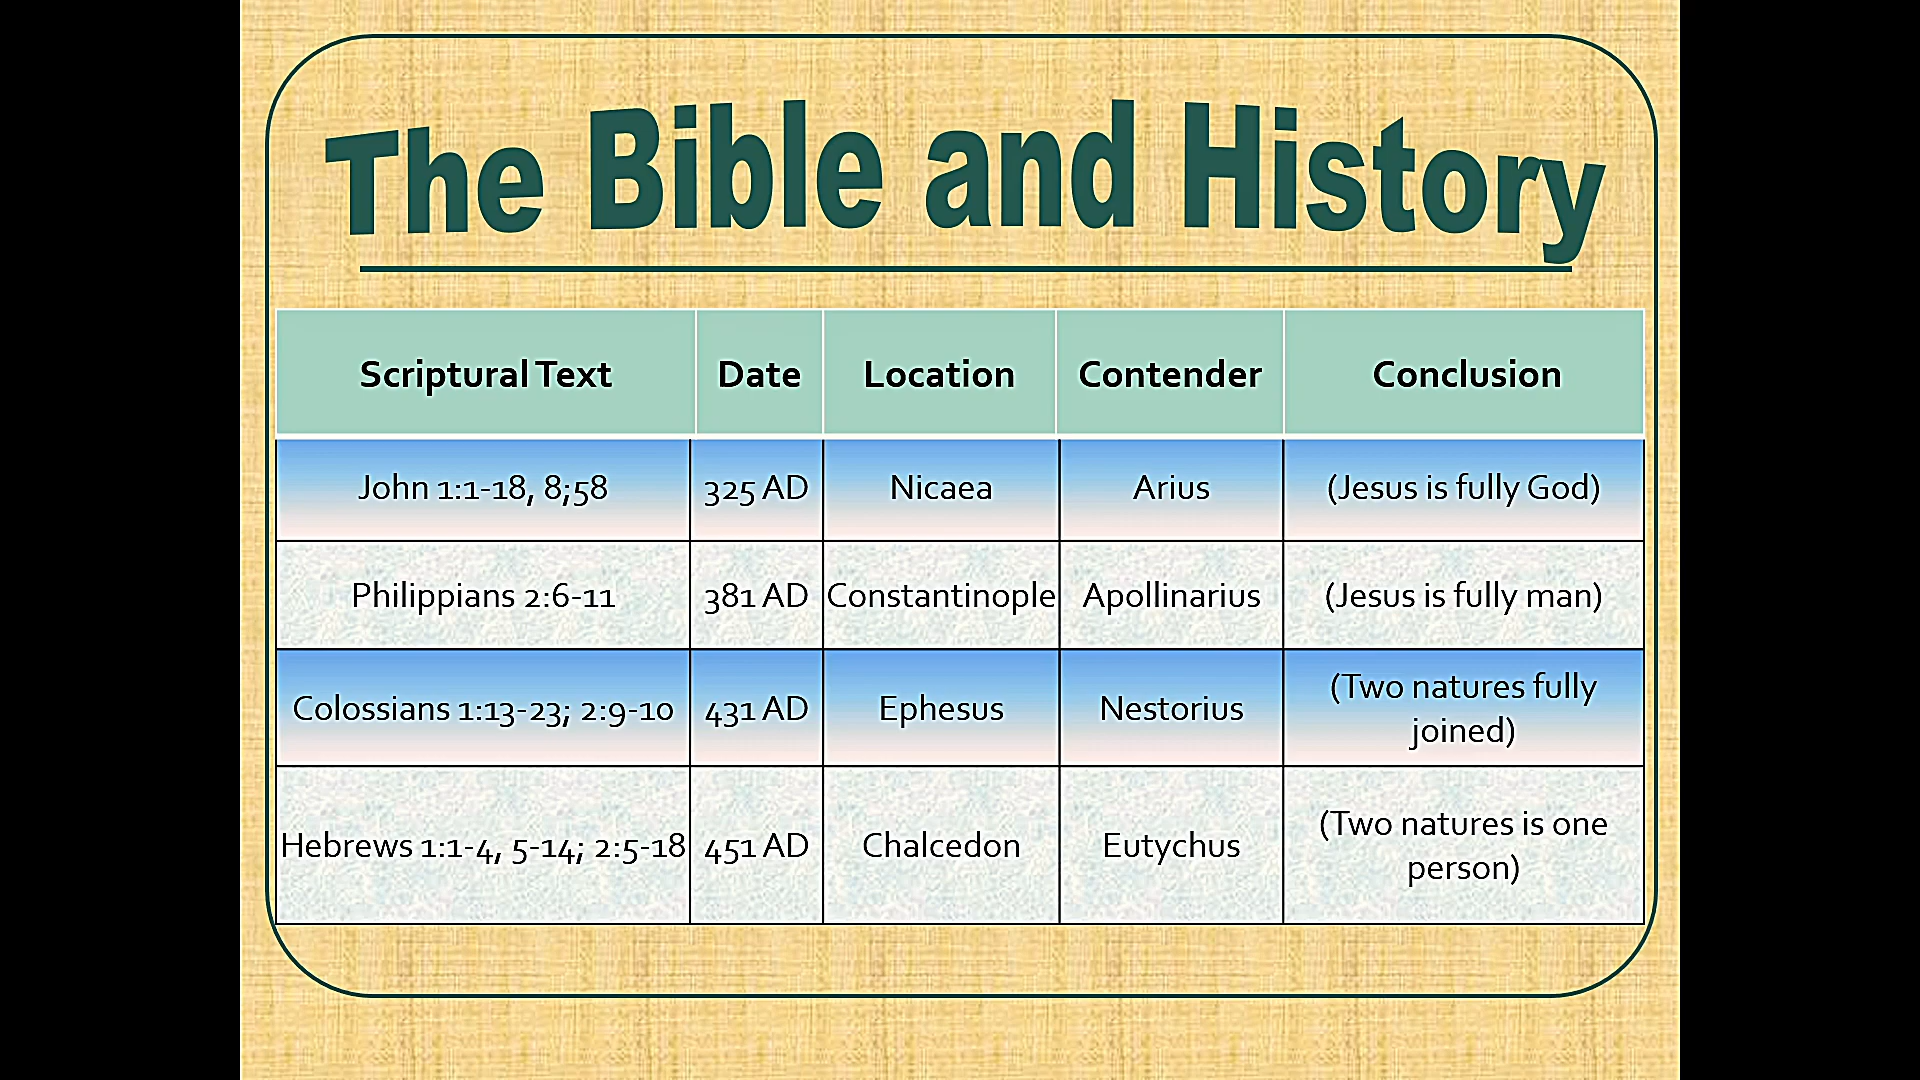 The Bible and History
Scriptural Text Date Location Contender Conclusion
John 1:1-18, 8;58 325 AD Nicaea Arius (Jesus is fully God)
Philippians 2:6-11 381 AD Constantinople Apollinarius (Jesus is fully man)
Colossians 1:13-23; 2:9-10 431 AD Ephesus Nestorius (Two natures fully
joined)
Hebrews 1:1-4, 5-14; 2:5-18 451 AD Chalcedon Eutychus (Two natures is one
person)